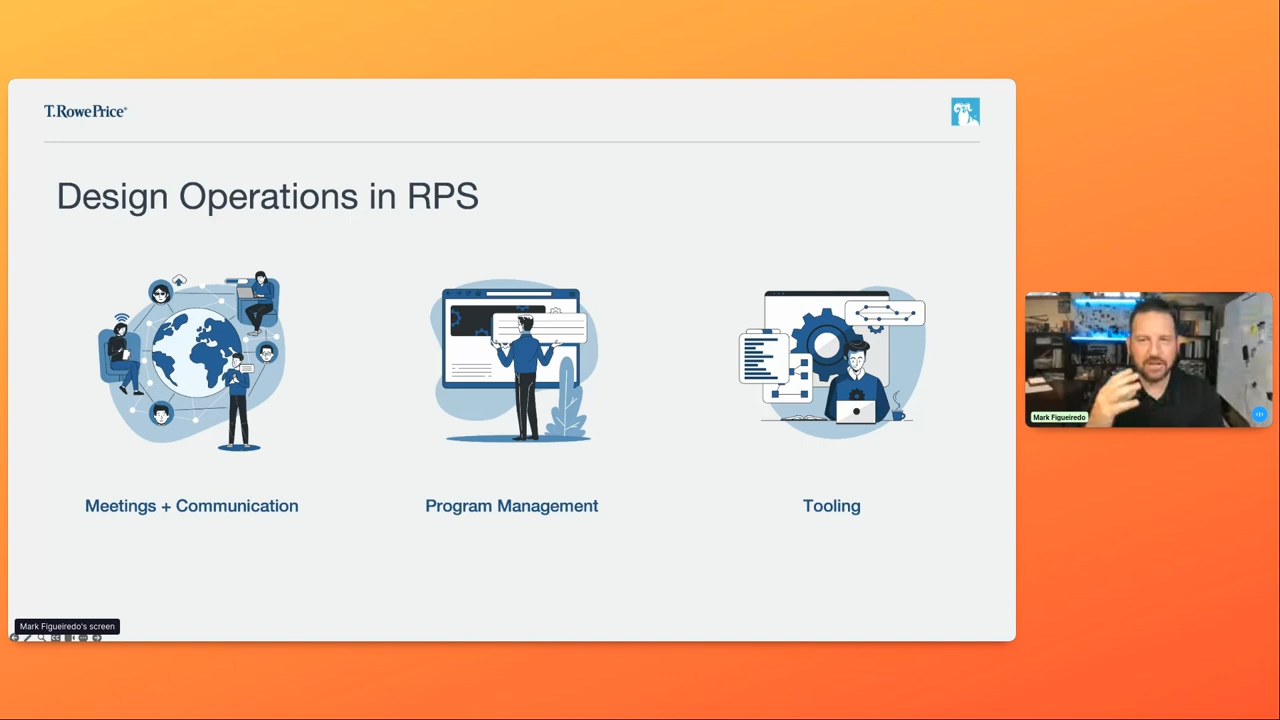 T.RowePrice®
Design Operations in RPS
Meetings + Communication
Program Management
Tooling
Mark Figueiredo
Mark Figueiredo's screen